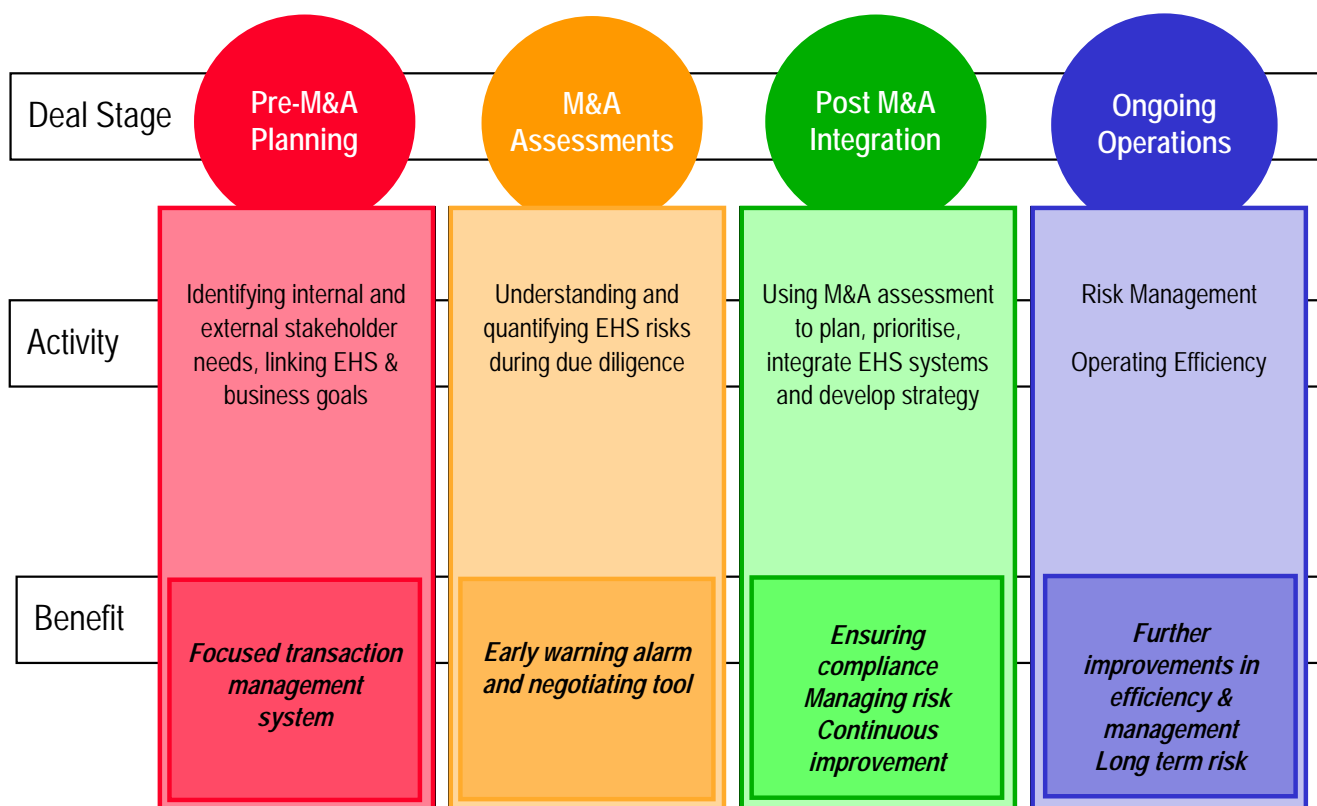 Deal Stage
Pre-M&A
Planning
M&A
Assessments
Post M&A
Integration
Ongoing
Operations
Activity
Identifying internal and
external stakeholder
needs, linking EHS &
business goals
Understanding and
quantifying EHS risks
during due diligence
Using M&A assessment
to plan, prioritise,
integrate EHS systems
and develop strategy
Risk Management
Operating Efficiency
Benefit
Focused transaction
management
system
Early warning alarm
and negotiating tool
Ensuring
compliance
Managing risk
Continuous
improvement
Further
improvements in
efficiency &
management
Long term risk